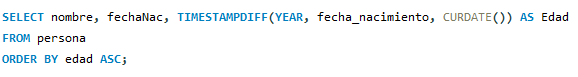 SELECT nombre, fechaNac, TIMESTAMPDIFF(YEAR, fecha_nacimiento, CURDATE()) AS Edad
FROM persona
ORDER BY edad ASC;